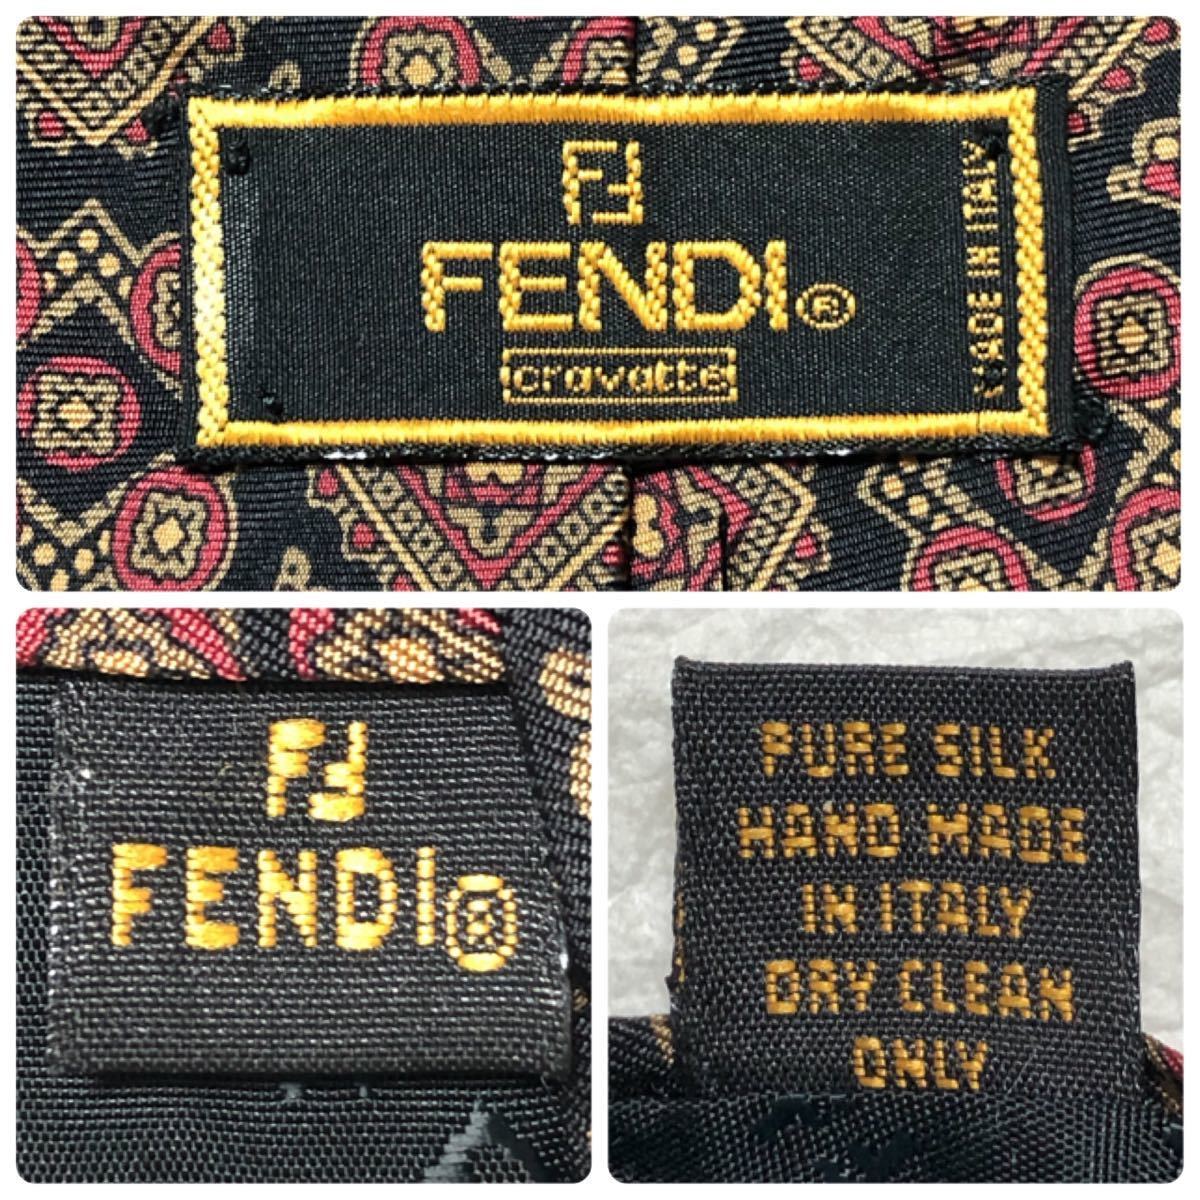 FF
FENDI®
cravatte
MADE IN ITALY
FF
FENDI®
PURE SILK
HAND MADE
IN ITALY
DRY CLEAN
ONLY